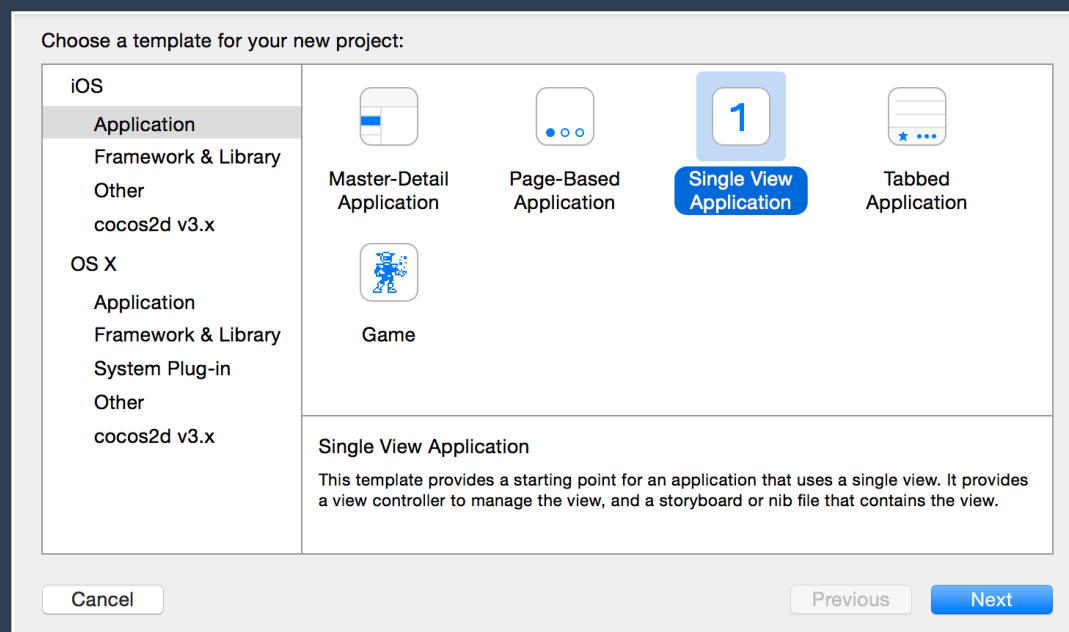 Choose a template for your new project:
iOS
Application
Framework & Library
Other
cocos2d v3.x
OS X
Application
Framework & Library
System Plug-in
Other
cocos2d v3.x
Master-Detail
Application
Page-Based
Application
1
Single View
Application
Tabbed
Application
Game
Single View Application
This template provides a starting point for an application that uses a single view. It provides
a view controller to manage the view, and a storyboard or nib file that contains the view.
Cancel
Previous
Next